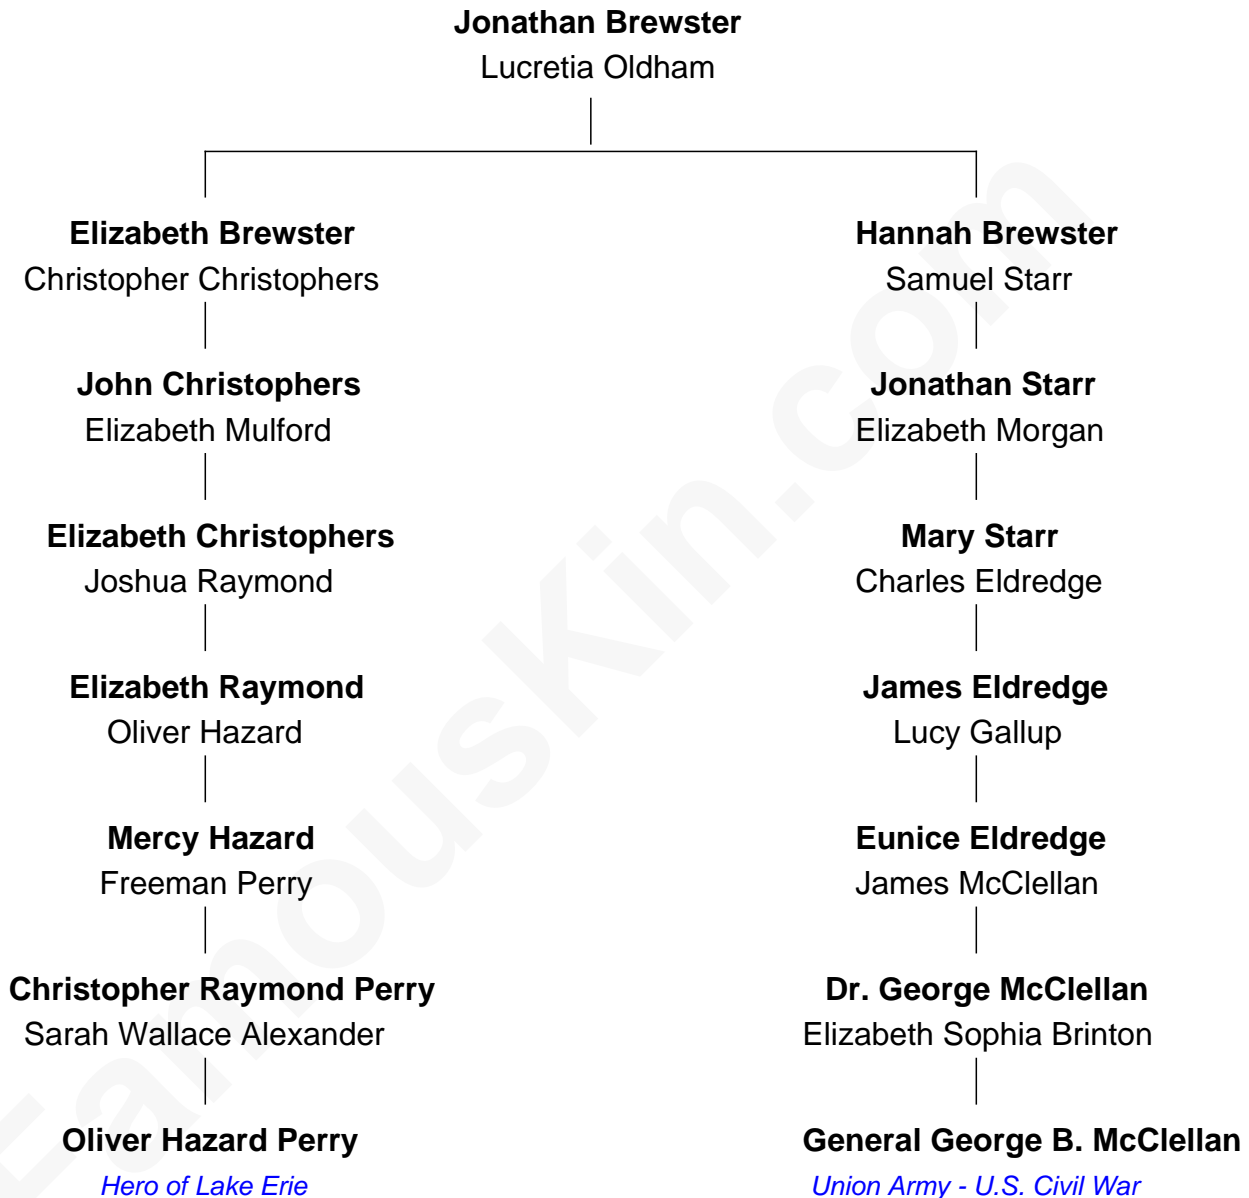 Jonathan Brewster
Lucretia Oldham
Elizabeth Brewster
Christopher Christophers
John Christophers
Elizabeth Mulford
Elizabeth Christophers
Joshua Raymond
Elizabeth Raymond
Oliver Hazard
Mercy Hazard
Freeman Perry
Christopher Raymond Perry
Sarah Wallace Alexander
Oliver Hazard Perry
Hero of Lake Erie
Hannah Brewster
Samuel Starr
Jonathan Starr
Elizabeth Morgan
Mary Starr
Charles Eldredge
James Eldredge
Lucy Gallup
Eunice Eldredge
James McClellan
Dr. George McClellan
Elizabeth Sophia Brinton
General George B. McClellan
Union Army - U.S. Civil War
FamousKin.com